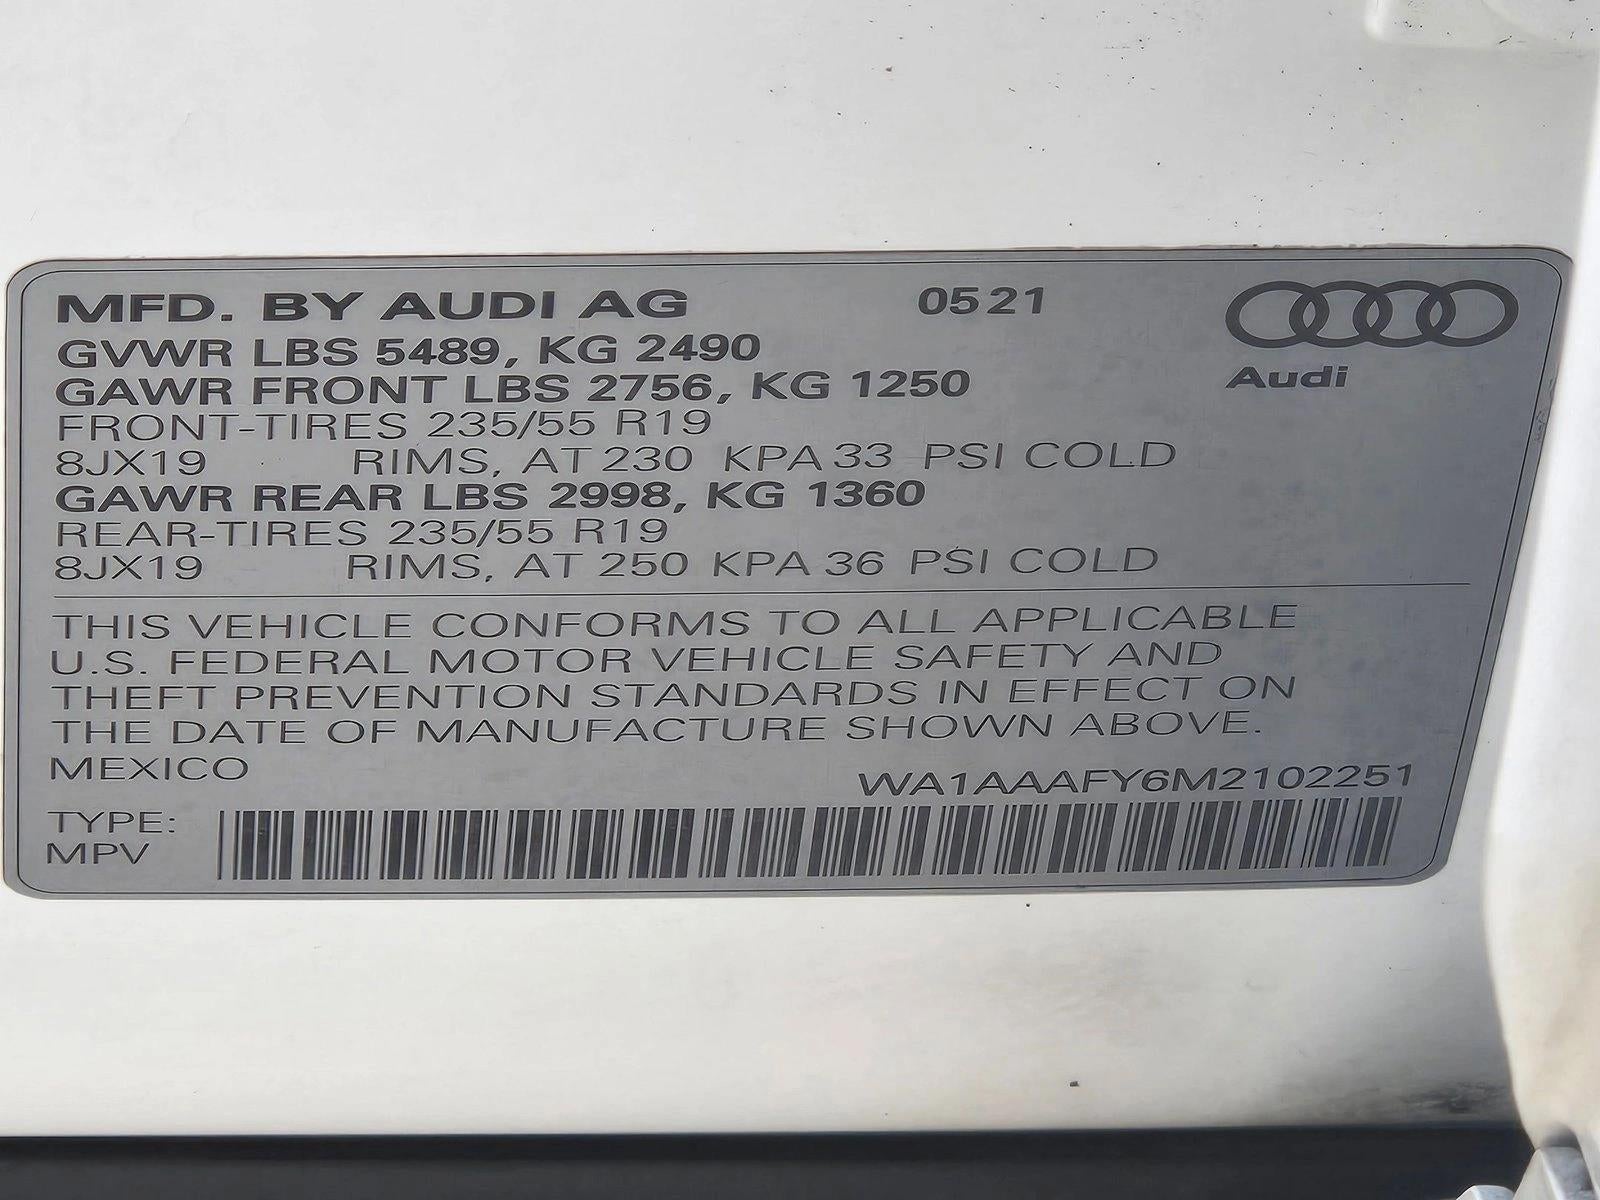 MFD. BY AUDI AG 0521
Audi
GVWR LBS 5489, KG 2490
GAWR FRONT LBS 2756, KG 1250
FRONT-TIRES 235/55 R19
8JX19 RIMS, AT 230 KPA 33 PSI COLD
GAWR REAR LBS 2998, KG 1360
REAR-TIRES 235/55 R19
8JX19 RIMS, AT 250 KPA 36 PSI COLD
THIS VEHICLE CONFORMS TO ALL APPLICABLE
U.S. FEDERAL MOTOR VEHICLE SAFETY AND
THEFT PREVENTION STANDARDS IN EFFECT ON
THE DATE OF MANUFACTURE SHOWN ABOVE.
MEXICO WA1AAAFY6M2102251
TYPE:
MPV